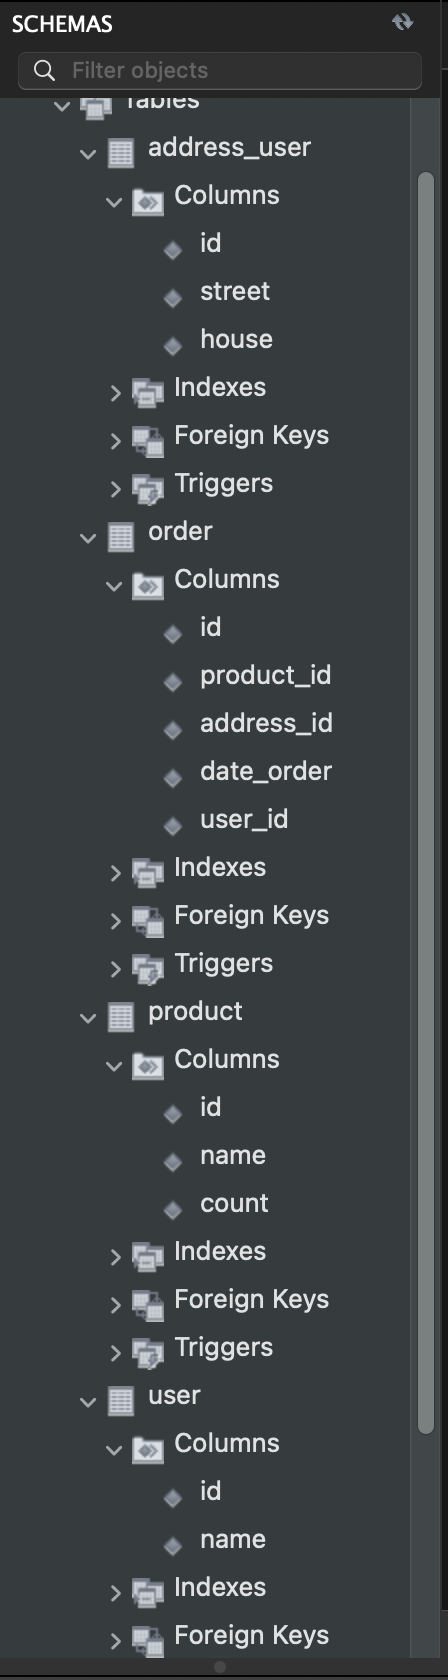 SCHEMAS
Filter objects
Tables
address_user
Columns
id
street
house
Indexes
Foreign Keys
Triggers
order
Columns
id
product_id
address_id
date_order
user_id
Indexes
Foreign Keys
Triggers
product
Columns
id
name
count
Indexes
Foreign Keys
Triggers
user
Columns
id
name
Indexes
Foreign Keys